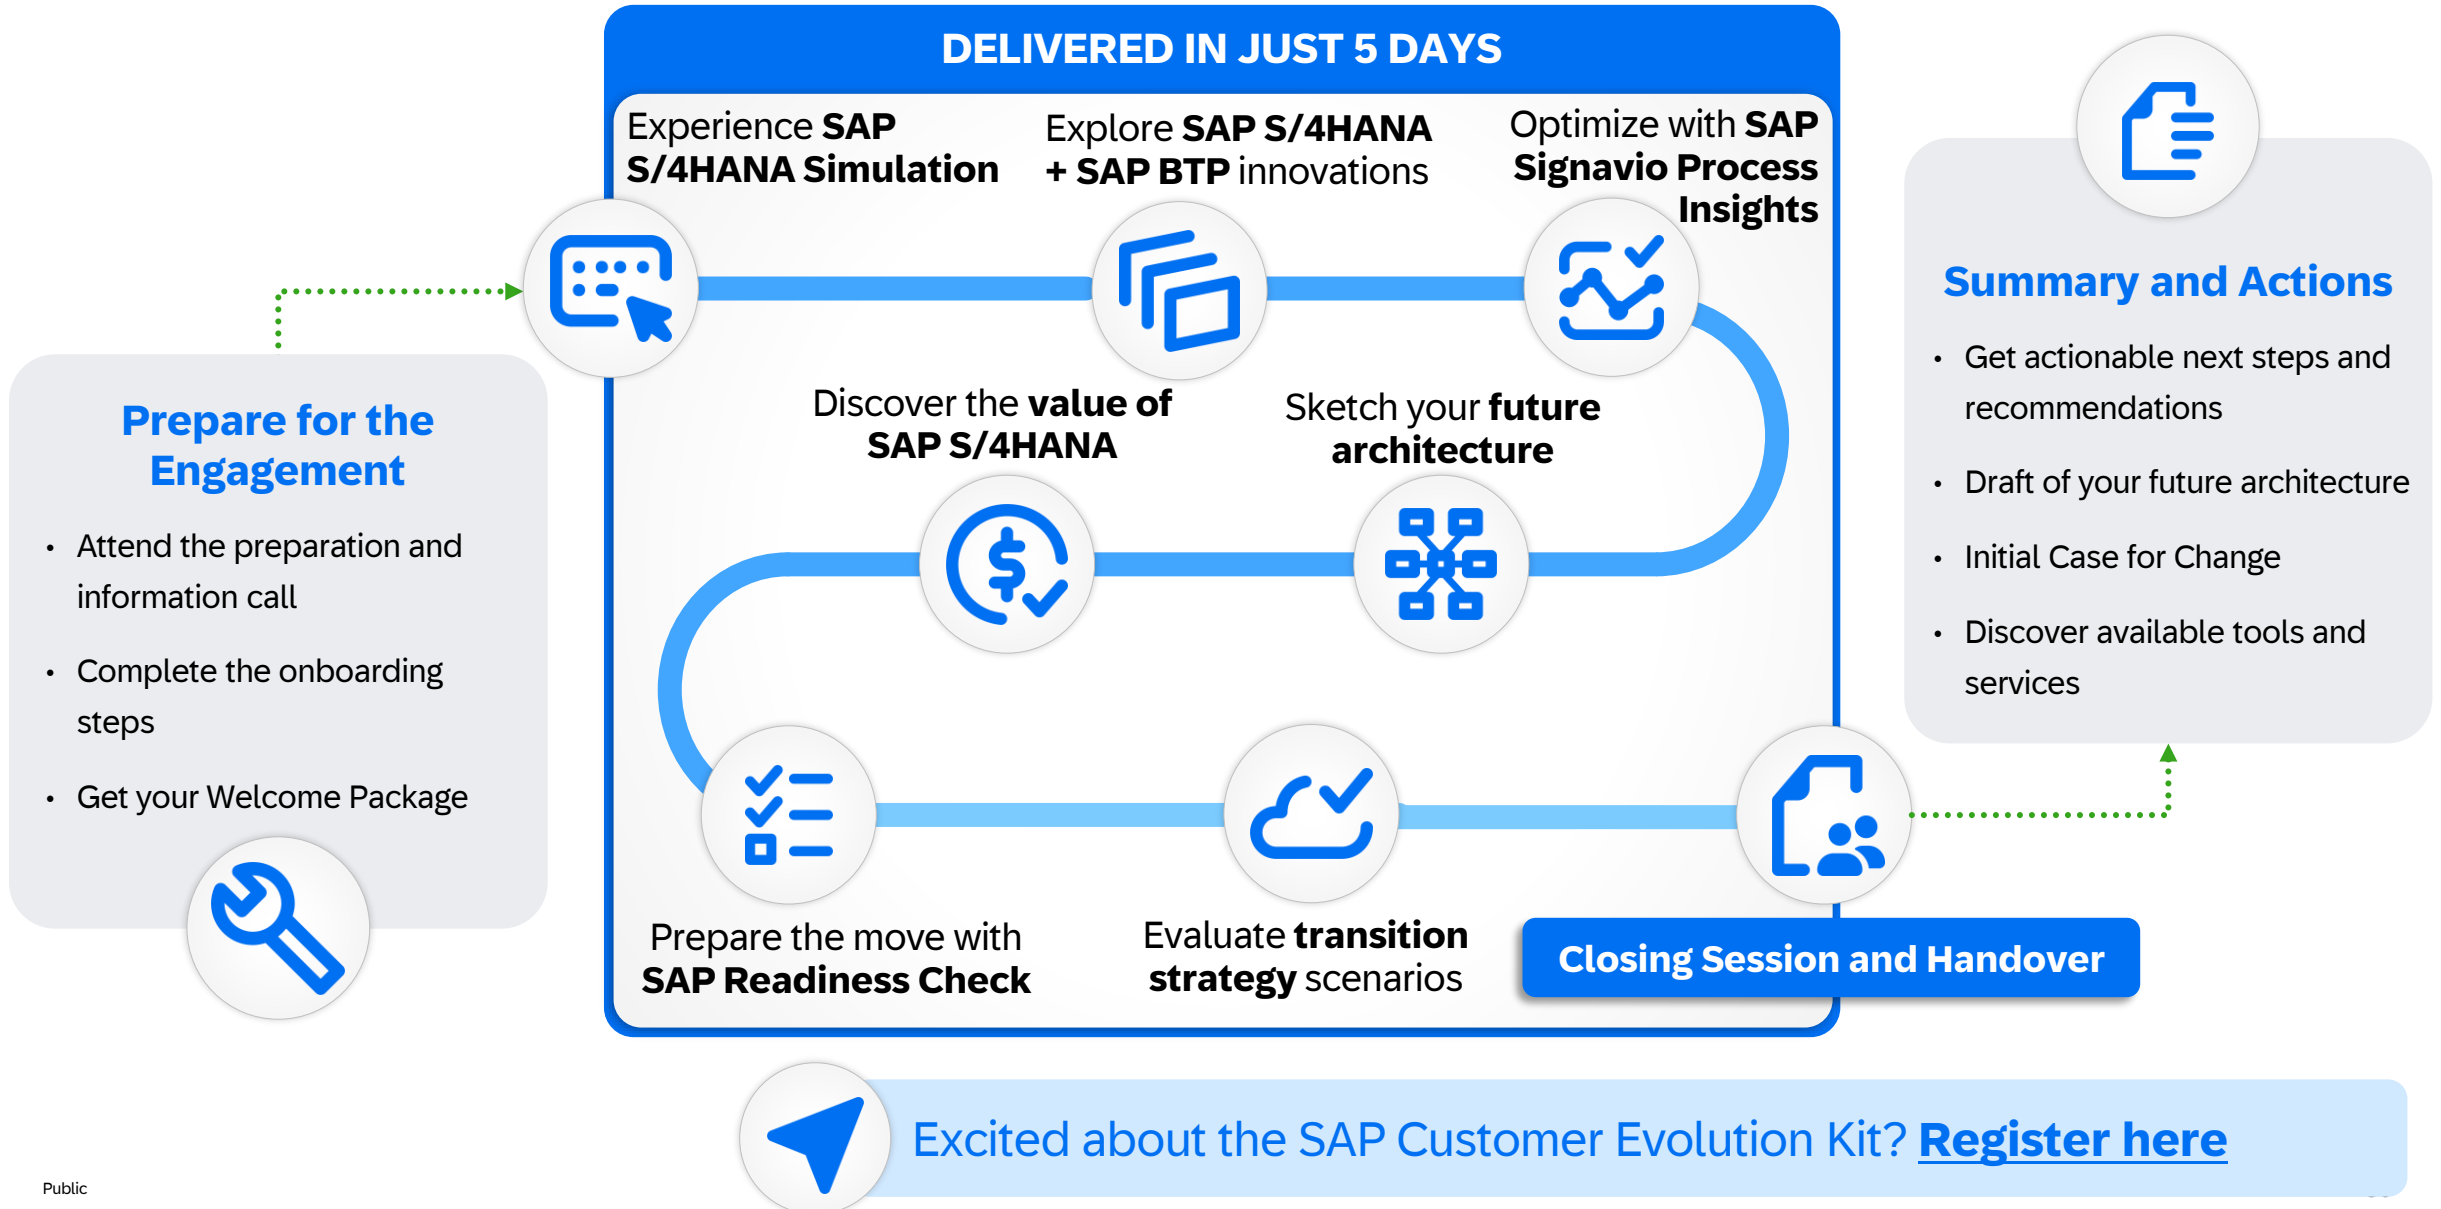 DELIVERED IN JUST 5 DAYS
Experience SAP
S/4HANA Simulation
Explore SAP S/4HANA
+ SAP BTP innovations
Optimize with SAP
Signavio Process
Insights
Discover the value of
SAP S/4HANA
Sketch your future
architecture
Prepare the move with
SAP Readiness Check
Evaluate transition
strategy scenarios
Closing Session and Handover
Prepare for the
Engagement
• Attend the preparation and
information call
• Complete the onboarding
steps
• Get your Welcome Package
Summary and Actions
• Get actionable next steps and
recommendations
• Draft of your future architecture
• Initial Case for Change
• Discover available tools and
services
Excited about the SAP Customer Evolution Kit? Register here
Public